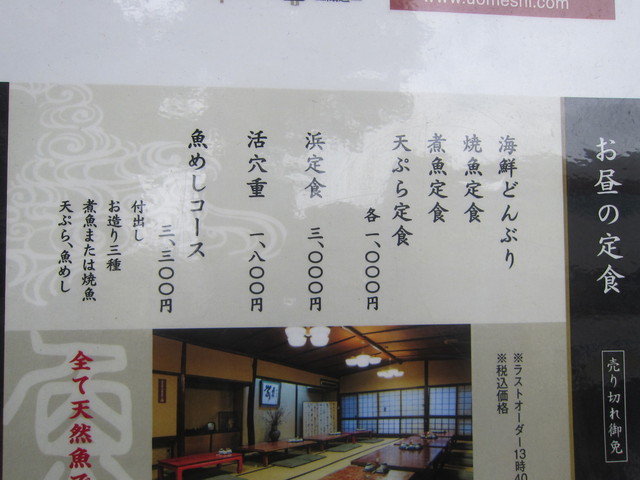 www.uomeshi.com
お昼の定食
売り切れ御免
海鮮どんぶり
焼魚定食
煮魚定食
天ぷら定食
各一、〇〇〇円
浜定食
三、〇〇〇円
活穴重
一、八〇〇円
魚めしコース
三、三〇〇円
付出し
お造り三種
煮魚または焼魚
天ぷら、魚めし
※ラストオーダー13時40
※税込価格
全て天然魚で
魚